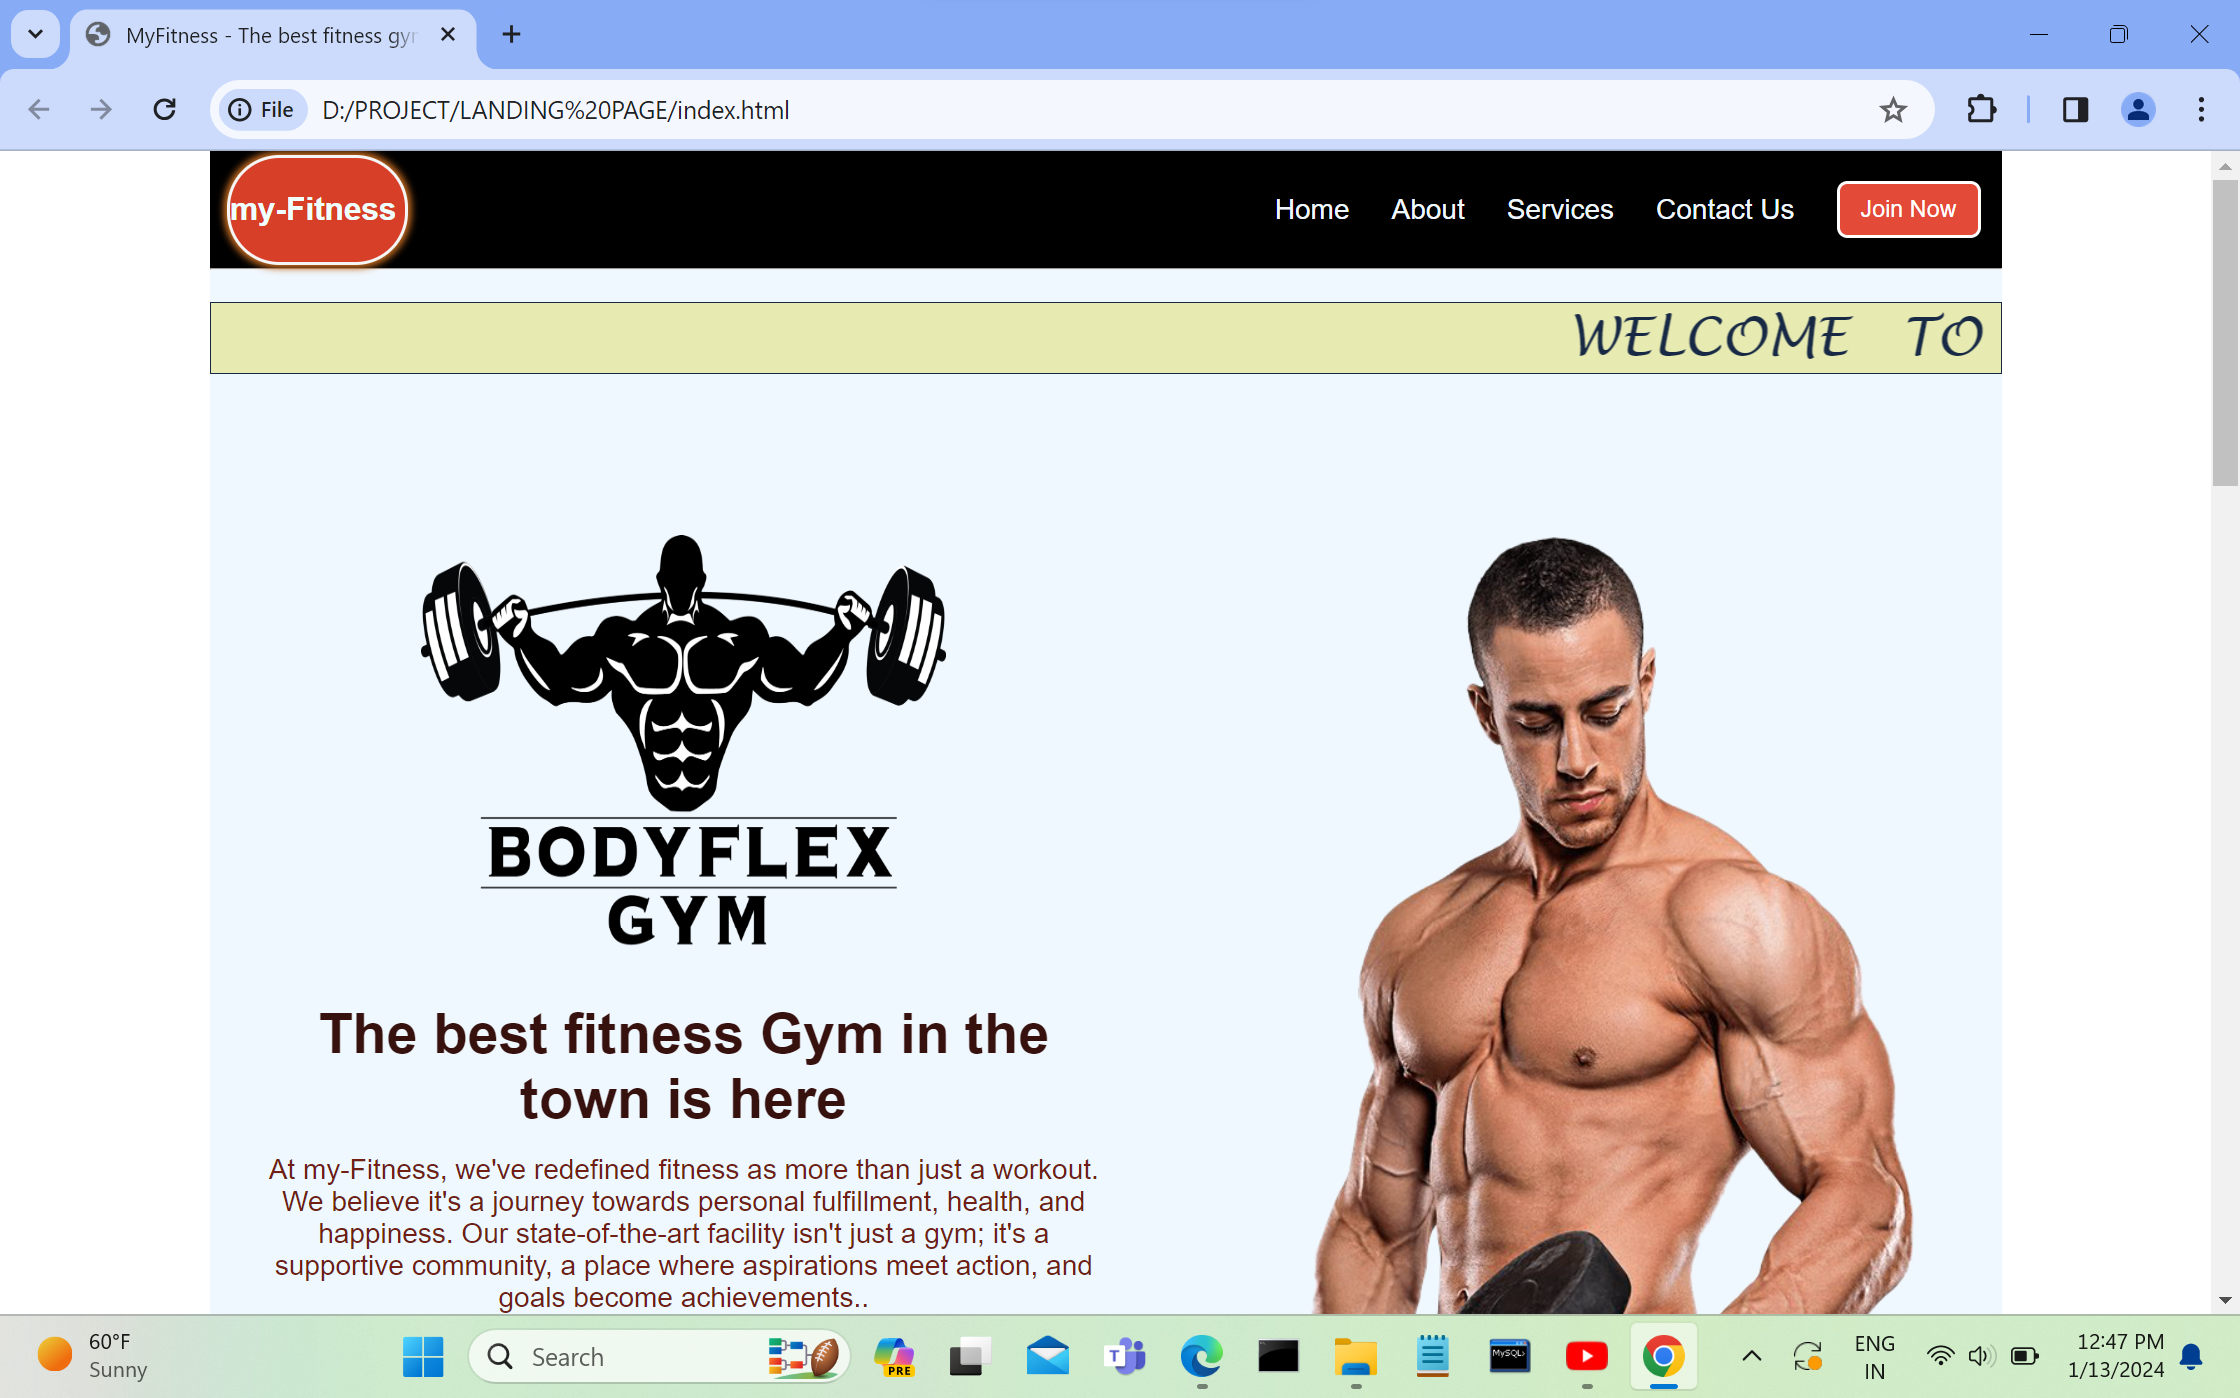 MyFitness - The best fitness gyr
File
D:/PROJECT/LANDING%20PAGE/index.html
my-Fitness
Home
About
Services
Contact Us
Join Now
WELCOME TO
BODYFLEX
GYM
The best fitness Gym in the
town is here
At my-Fitness, we've redefined fitness as more than just a workout.
We believe it's a journey towards personal fulfillment, health, and
happiness. Our state-of-the-art facility isn't just a gym; it's a
supportive community, a place where aspirations meet action, and
goals become achievements..
60°F
Sunny
Search
PRE
T
MySQL>
ENG
IN
12:47 PM
1/13/2024